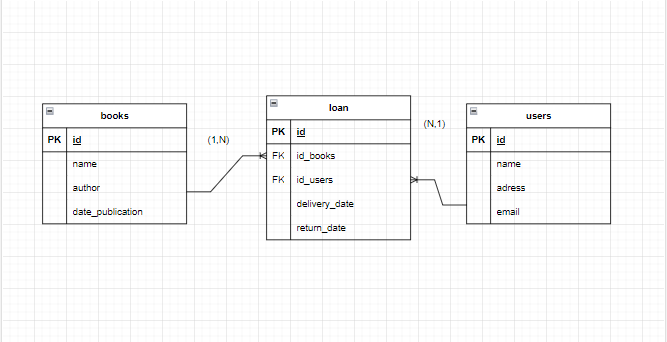 books
PK id
name
author
date_publication
(1,N)
loan
PK id
FK id_books
FK id_users
delivery_date
return_date
(N,1)
users
PK id
name
adress
email